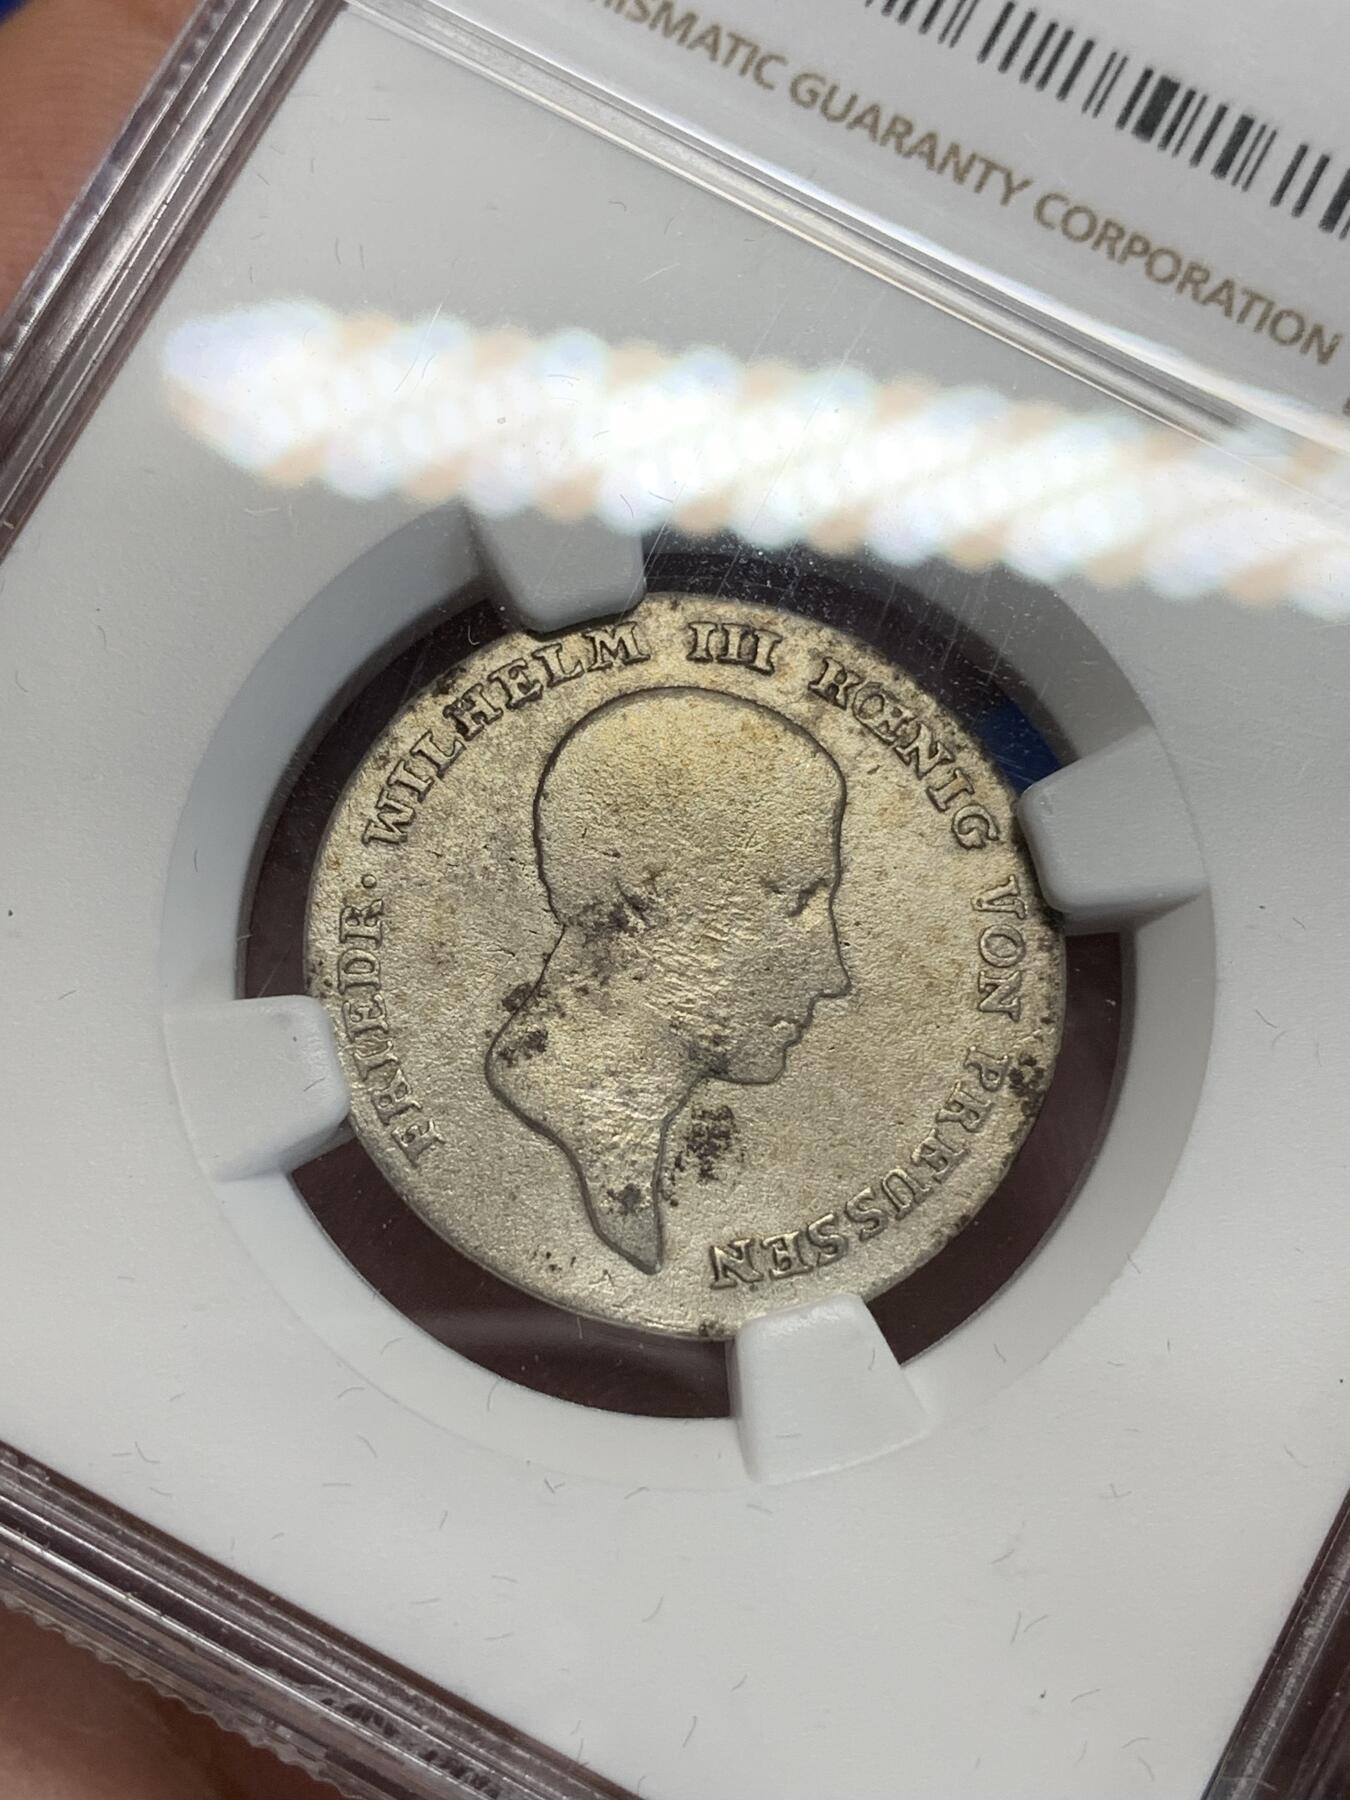 NUMISMATIC GUARANTY CORPORATION
FRIEDR. WILHELM III KŒNIG VON PREUSSEN